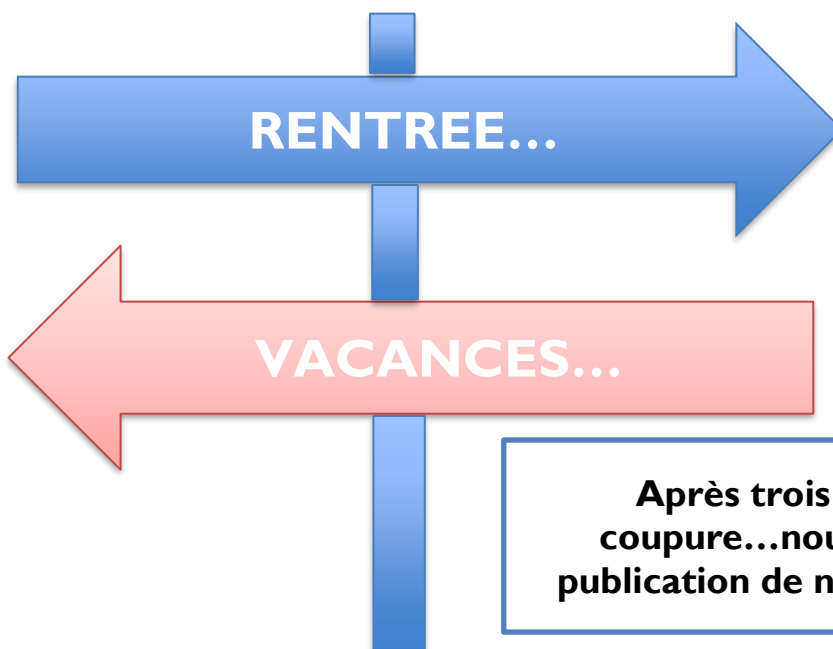 RENTREE…
VACANCES…
Après trois
coupure…nou
publication de n